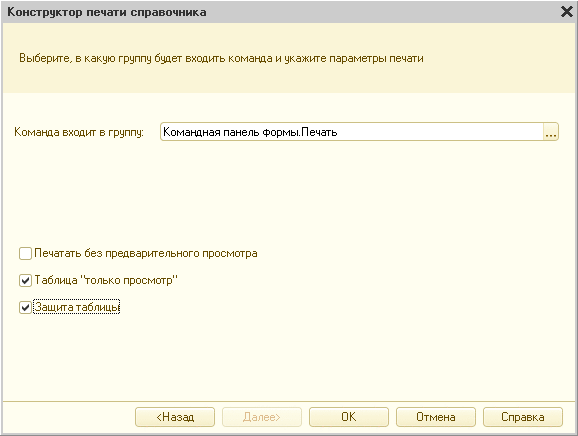 Конструктор печати справочника
Выберите, в какую группу будет входить команда и укажите параметры печати
Команда входит в группу: Командная панель формы.Печать ...
Печатать без предварительного просмотра
Таблица "только просмотр"
Защита таблицы
<Назад Далее> OK Отмена Справка